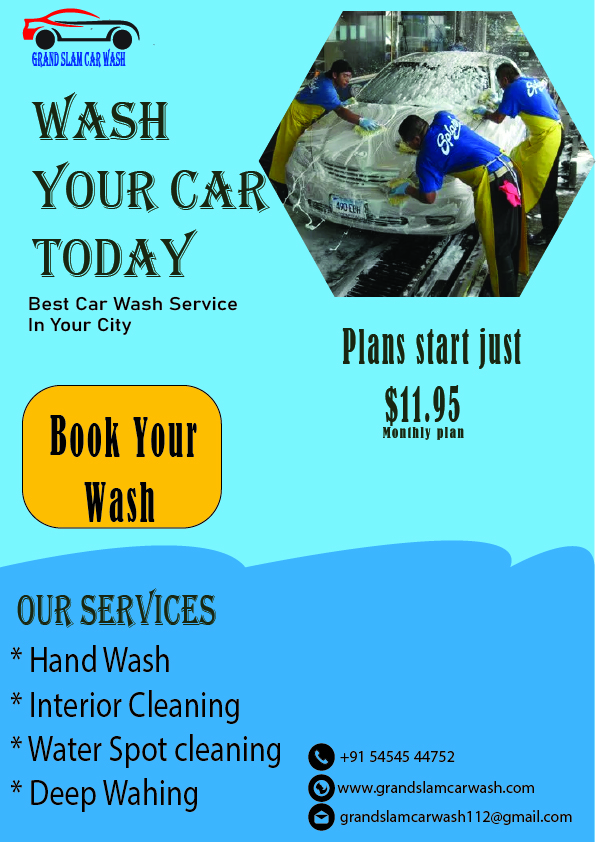 GRAND SLAM CAR WASH
WASH
YOUR CAR
TODAY
Best Car Wash Service
In Your City
Plans start just
$11.95
Monthly plan
Book Your
Wash
OUR SERVICES
* Hand Wash
* Interior Cleaning
* Water Spot cleaning
* Deep Wahing
+91 54545 44752
www.grandslamcarwash.com
grandslamcarwash112@gmail.com